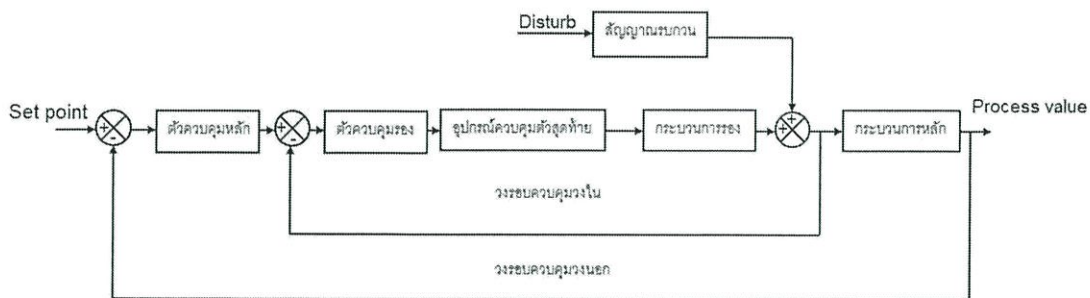 Disturb
สัญญาณรบกวน
Set point
ตัวควบคุมหลัก
ตัวควบคุมรอง
อุปกรณ์ควบคุมตัวสุดท้าย
กระบวนการรอง
กระบวนการหลัก
Process value
วงรอบควบคุมวงใน
วงรอบควบคุมวงนอก